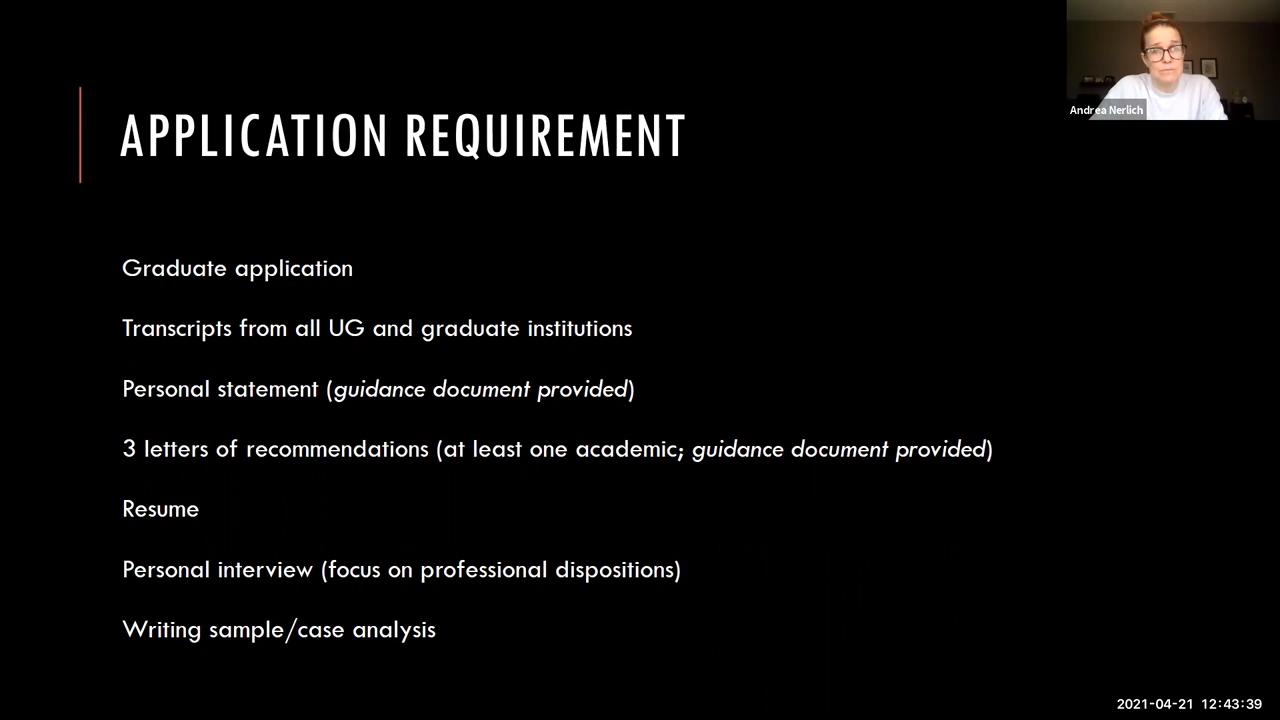 Andrea Nerlich
APPLICATION REQUIREMENT
Graduate application
Transcripts from all UG and graduate institutions
Personal statement (guidance document provided)
3 letters of recommendations (at least one academic; guidance document provided)
Resume
Personal interview (focus on professional dispositions)
Writing sample/case analysis
2021-04-21 12:43:39